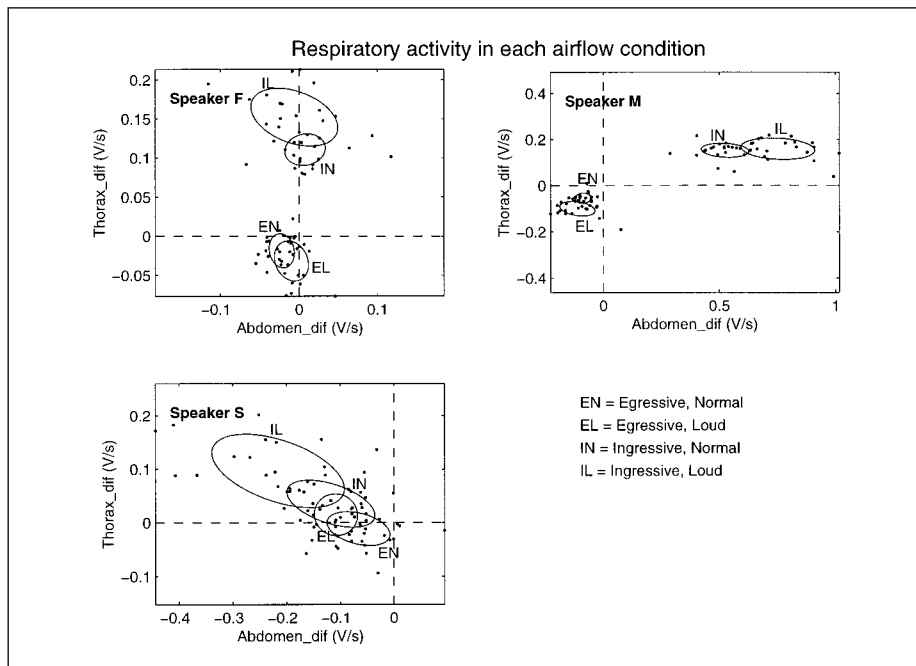 Respiratory activity in each airflow condition
Speaker F
Thorax_dif (V/s)
0.2
0.15
0.1
0.05
0
−0.05
IL
IN
EN
EL
−0.1
0
0.1
Abdomen_dif (V/s)
Speaker M
Thorax_dif (V/s)
0.4
0.2
0
−0.2
−0.4
IN
IL
EN
EL
0
0.5
1
Abdomen_dif (V/s)
Speaker S
Thorax_dif (V/s)
0.2
0.1
0
−0.1
IL
IN
EL
EN
−0.4
−0.3
−0.2
−0.1
0
Abdomen_dif (V/s)
EN = Egressive, Normal
EL = Egressive, Loud
IN = Ingressive, Normal
IL = Ingressive, Loud